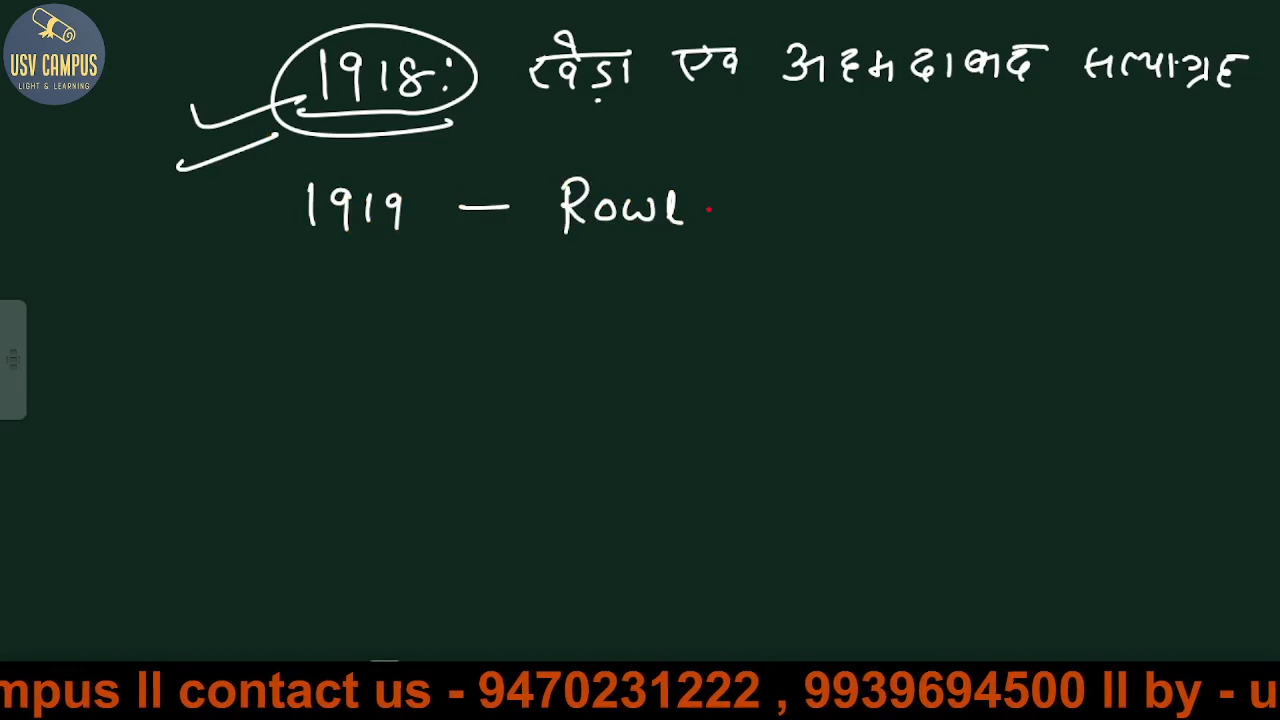 USV CAMPUS
LIGHT & LEARNING
1918: खेड़ा एव अहमदाबाद सत्याग्रह
1919 — Rowl
mpus ll contact us - 9470231222 , 9939694500 ll by - u